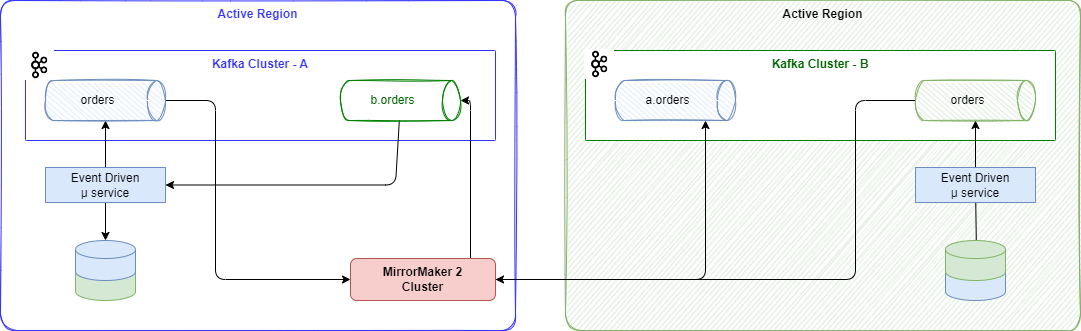 Active Region
Kafka Cluster - A
orders
b.orders
Event Driven
µ service
MirrorMaker 2
Cluster
Active Region
Kafka Cluster - B
a.orders
orders
Event Driven
µ service